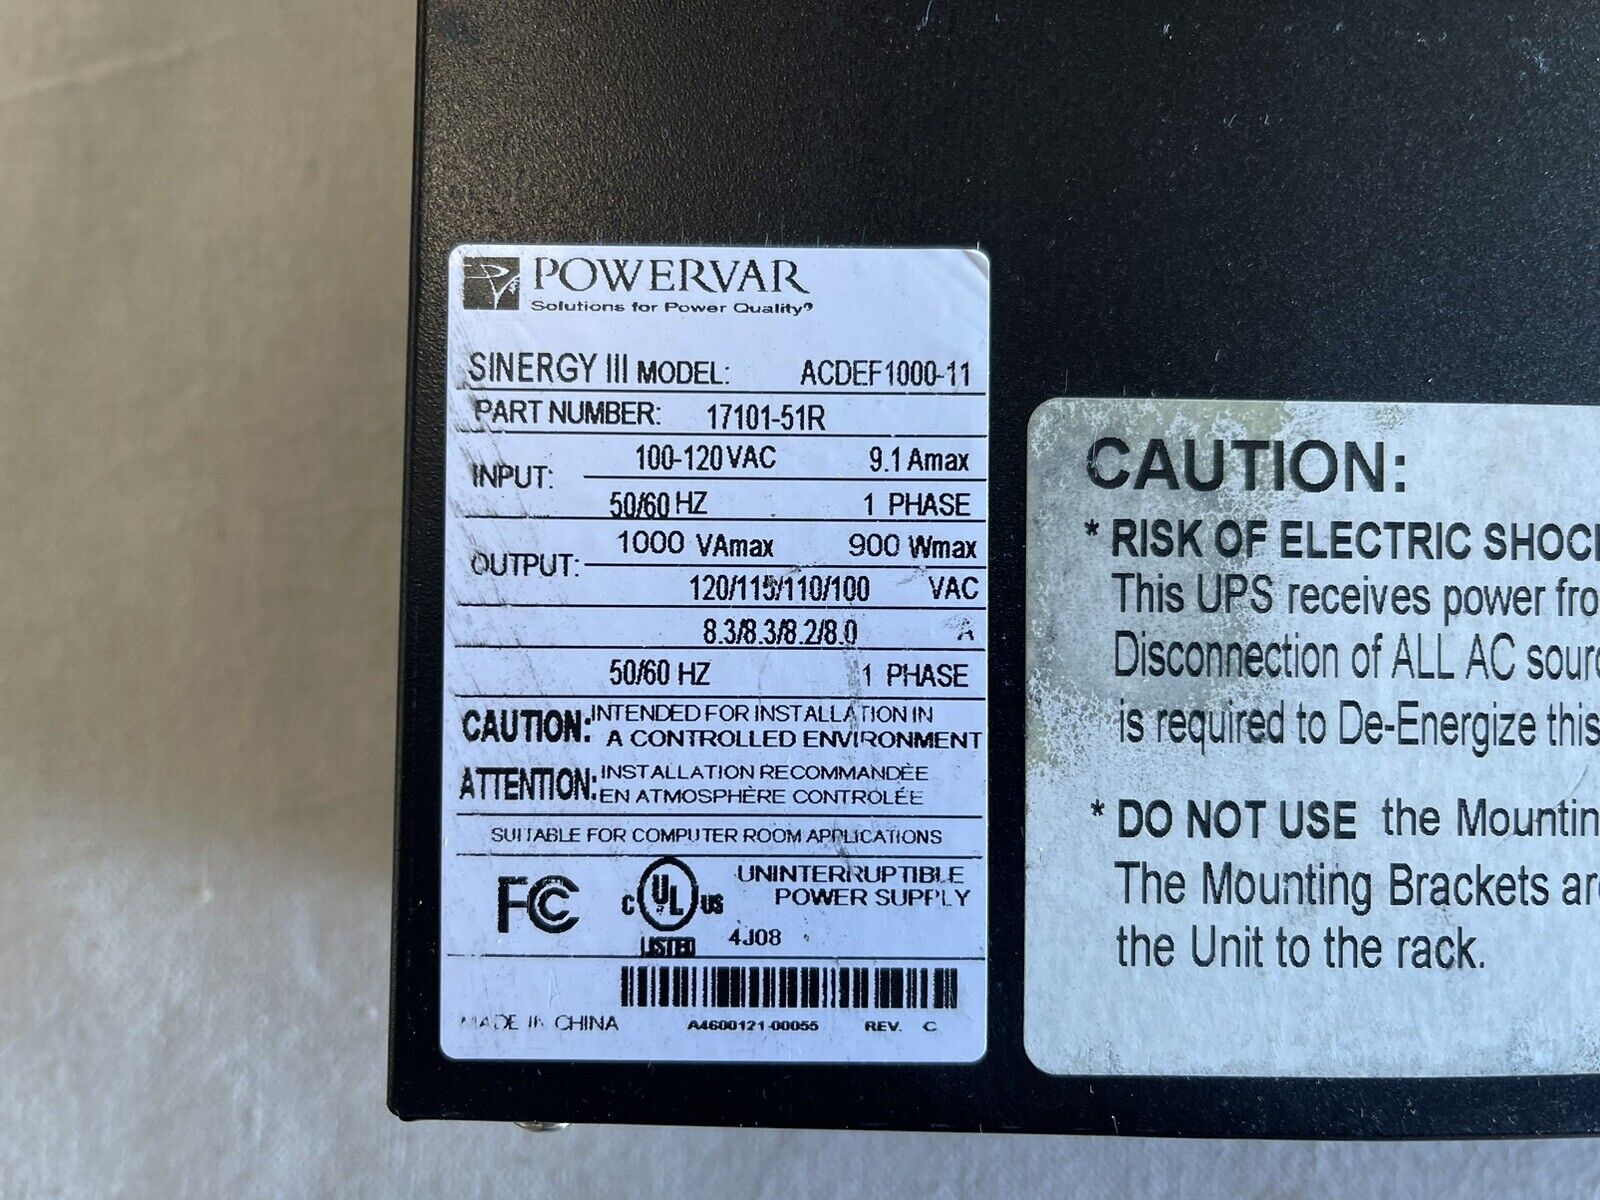 POWERVAR
Solutions for Power Quality®
SINERGY III MODEL: ACDEF1000-11
PART NUMBER: 17101-51R
INPUT: 100-120 VAC 9.1 Amax
50/60 HZ 1 PHASE
OUTPUT: 1000 VAmax 900 Wmax
120/115/110/100 VAC
8.3/8.3/8.2/8.0 A
50/60 HZ 1 PHASE
CAUTION: INTENDED FOR INSTALLATION IN
A CONTROLLED ENVIRONMENT
ATTENTION: INSTALLATION RECOMMANDÉE
EN ATMOSPHÈRE CONTROLÉE
SUITABLE FOR COMPUTER ROOM APPLICATIONS
FC C UL US
LISTED 4J08
UNINTERRUPTIBLE
POWER SUPPLY
MADE IN CHINA A4600121-00055 REV. C
CAUTION:
* RISK OF ELECTRIC SHOC
This UPS receives power fro
Disconnection of ALL AC sour
is required to De-Energize this
* DO NOT USE the Mountin
The Mounting Brackets ar
the Unit to the rack.